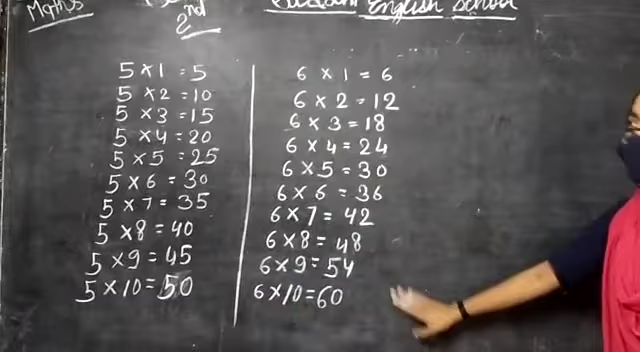 Maths
2nd
English School
5 × 1 = 5
5 × 2 = 10
5 × 3 = 15
5 × 4 = 20
5 × 5 = 25
5 × 6 = 30
5 × 7 = 35
5 × 8 = 40
5 × 9 = 45
5 × 10 = 50
6 × 1 = 6
6 × 2 = 12
6 × 3 = 18
6 × 4 = 24
6 × 5 = 30
6 × 6 = 36
6 × 7 = 42
6 × 8 = 48
6 × 9 = 54
6 × 10 = 60